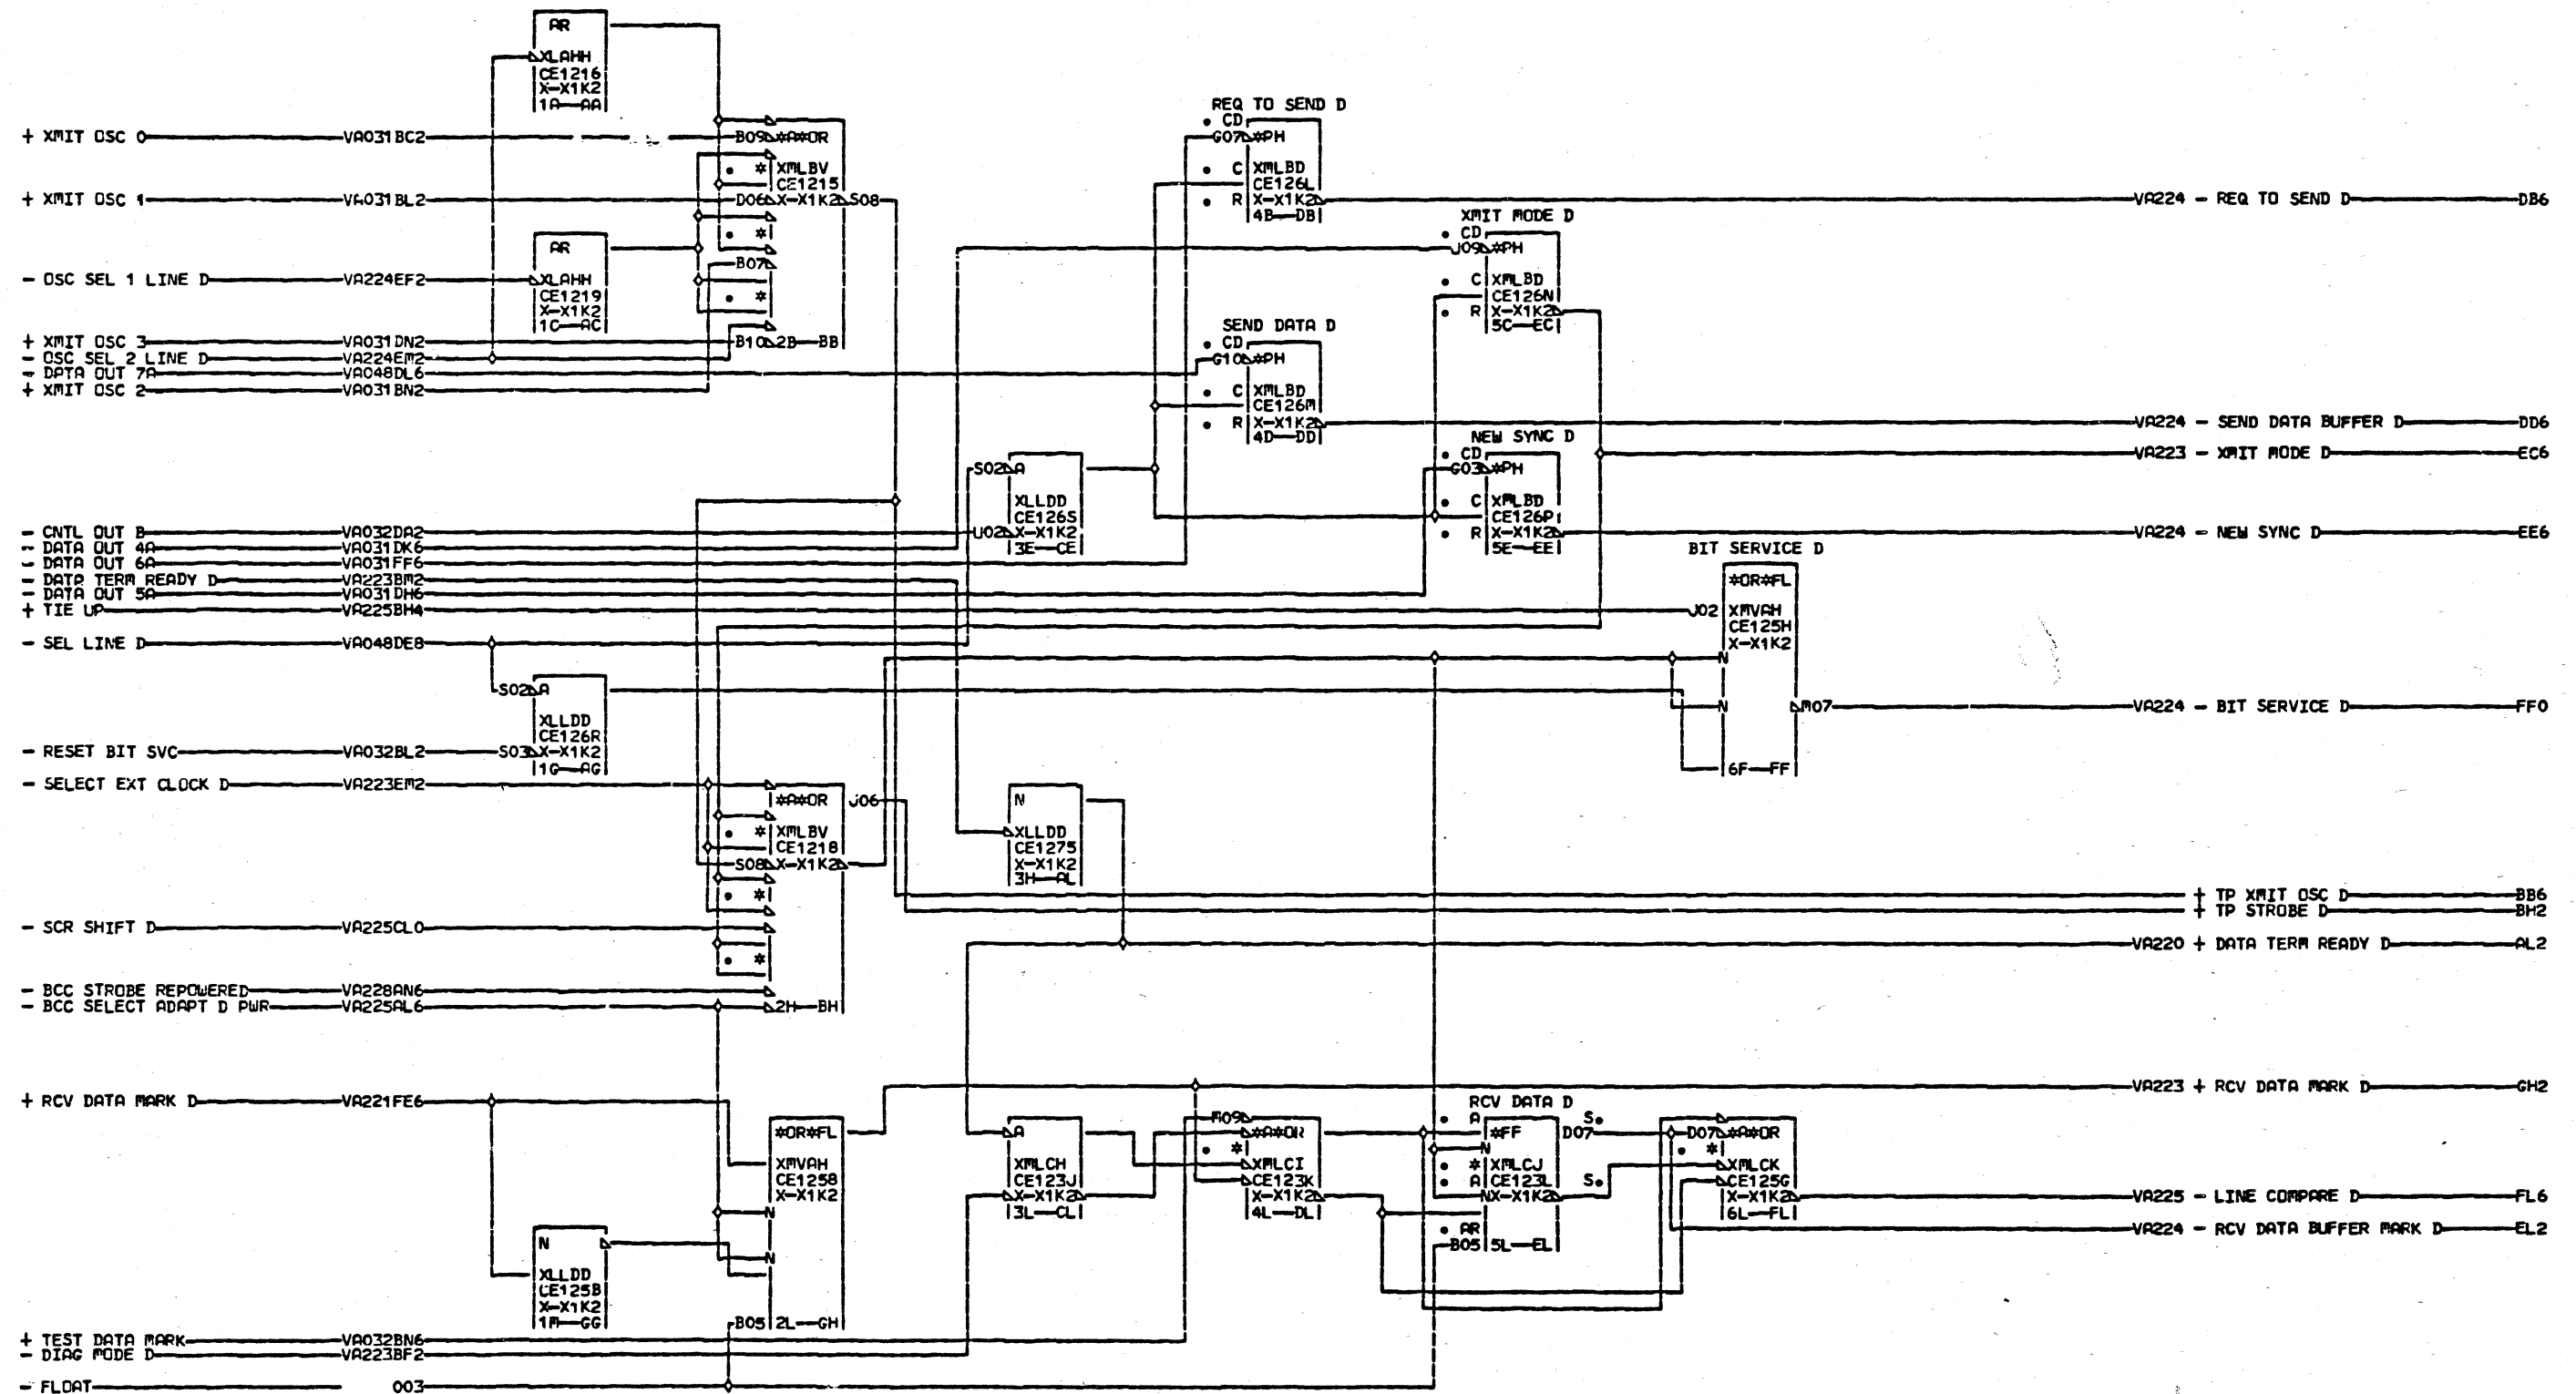 AR
XLAHH
CE1216
X-X1K2
1A—AA
+ XMIT OSC 0 VA031BC2
B09 *A*OR
* XMLBV
CE1215
+ XMIT OSC 1 VA031BL2
D06 X-X1K2 S08
*
B07
*
B10 2B—BB
AR
- OSC SEL 1 LINE D VA224EF2
XLAHH
CE1219
X-X1K2
1C—AC
+ XMIT OSC 3 VA031DN2
- OSC SEL 2 LINE D VA224EM2
- DATA OUT 7A VA048DL6
+ XMIT OSC 2 VA031BN2
REQ TO SEND D
CD
G07 *PH
C XMLBD
CE126L
R X-X1K2
4B—DB
VA224 - REQ TO SEND D DB6
XMIT MODE D
CD
J09 *PH
C XMLBD
CE126N
R X-X1K2
5C—EC
SEND DATA D
CD
G10 *PH
C XMLBD
CE126M
R X-X1K2
4D—DD
VA224 - SEND DATA BUFFER D DD6
VA223 - XMIT MODE D EC6
NEW SYNC D
CD
G03 *PH
C XMLBD
CE126P
R X-X1K2
5E—EE
VA224 - NEW SYNC D EE6
S02 A
XLLDD
CE126S
U02 X-X1K2
3E—CE
- CNTL OUT B VA032DA2
- DATA OUT 4A VA031DK6
- DATA OUT 6A VA031FF6
- DATA TERM READY D VA223BM2
- DATA OUT 5A VA031DH6
+ TIE UP VA225BH4
- SEL LINE D VA048DE8
BIT SERVICE D
*OR*FL
J02 XMVAH
CE125H
X-X1K2
N
N M07
6F—FF
VA224 - BIT SERVICE D FF0
S02 A
XLLDD
CE126R
- RESET BIT SVC VA032BL2 S03 X-X1K2
1G—AG
- SELECT EXT CLOCK D VA223EM2
*A*OR J06
* XMLBV
CE1218
S08 X-X1K2
*
*
2H—BH
N
XLLDD
CE1275
X-X1K2
3H—AL
+ TP XMIT OSC D BB6
+ TP STROBE D BH2
- SCR SHIFT D VA225CL0
VA220 + DATA TERM READY D AL2
- BCC STROBE REPOWERED VA228AN6
- BCC SELECT ADAPT D PWR VA225AL6
VA223 + RCV DATA MARK D GH2
+ RCV DATA MARK D VA221FE6
*OR*FL
XMVAH
CE1258
X-X1K2
N
N
B05 2L—GH
N
XLLDD
CE125B
X-X1K2
1M—GG
A
XMLCH
CE123J
X-X1K2
3L—CL
M09
*A*OR
*
XMLCI
CE123K
X-X1K2
4L—DL
RCV DATA D
A S
*FF D07
N
* XMLCJ
A CE123L S
N X-X1K2
AR
B05 5L—EL
D07 *A*OR
*
XMLCK
CE125G
X-X1K2
6L—FL
VA225 - LINE COMPARE D FL6
VA224 - RCV DATA BUFFER MARK D EL2
+ TEST DATA MARK VA032BN6
- DIAG MODE D VA223BF2
- FLOAT 003